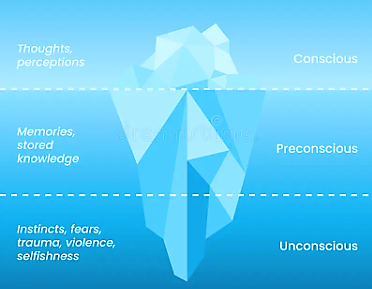 Thoughts,
perceptions
Conscious
Memories,
stored
knowledge
Preconscious
Instincts, fears,
trauma, violence,
selfishness
Unconscious